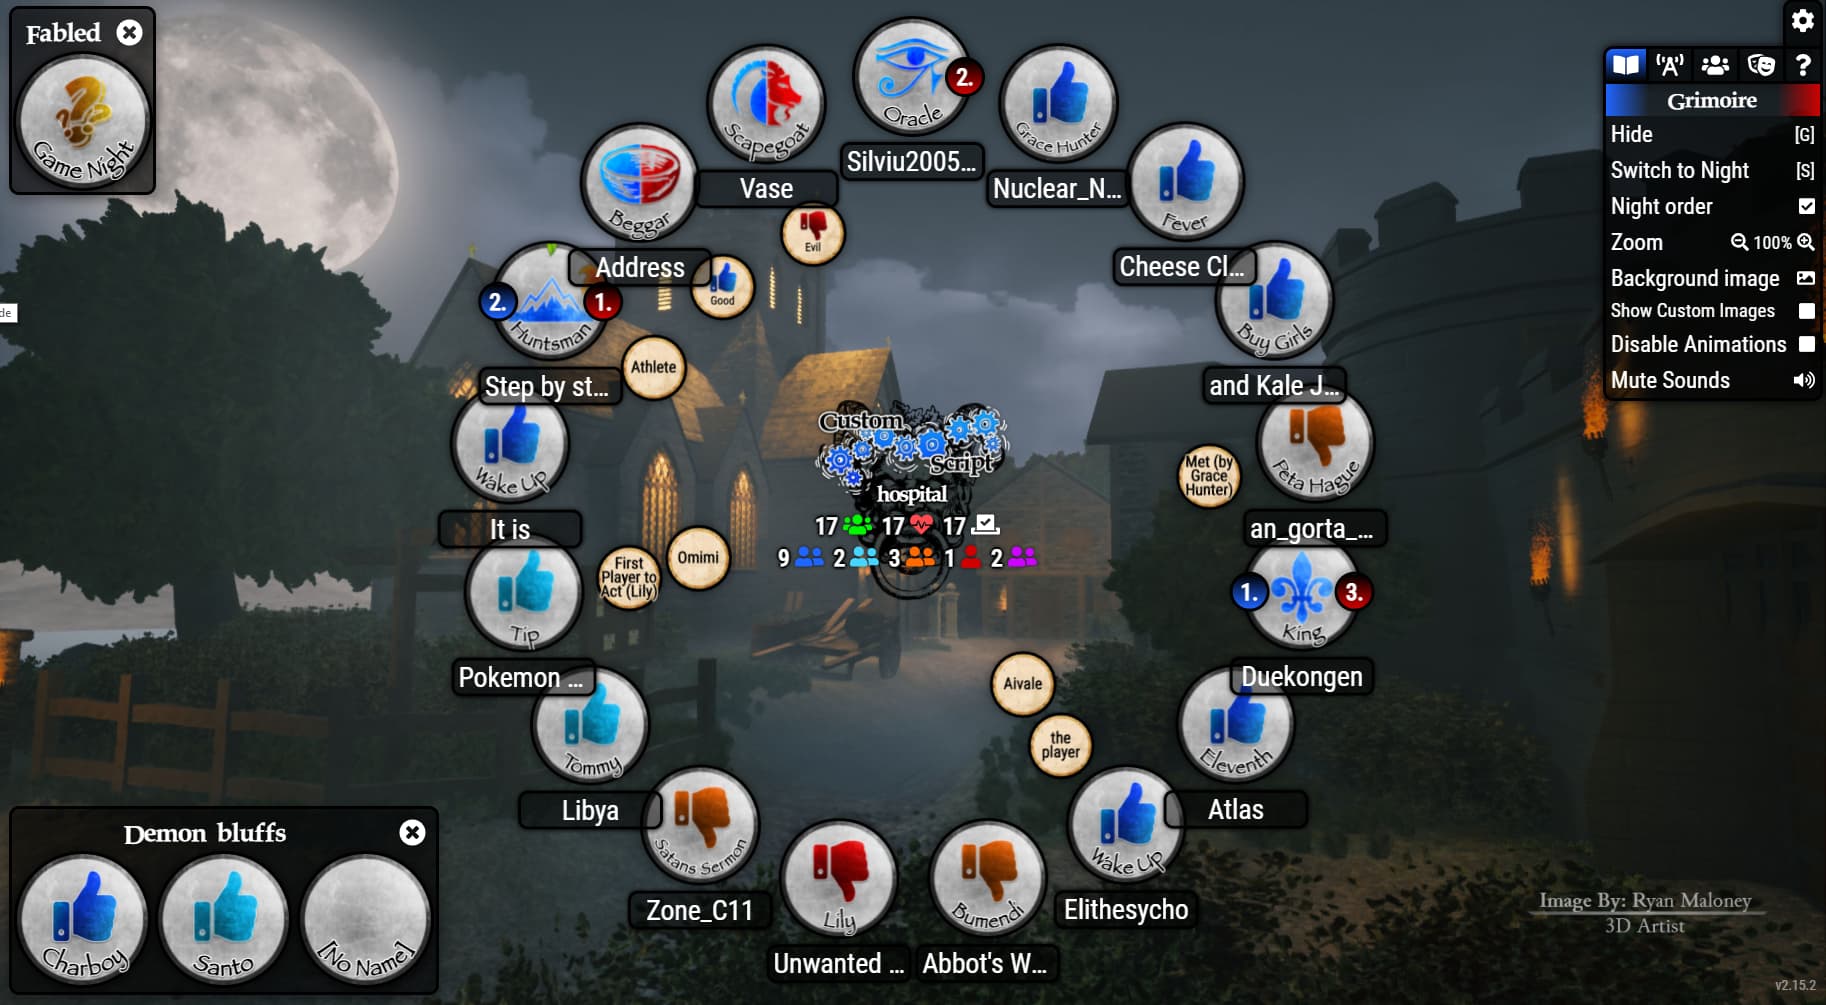 Fabled
Game Night
Scapegoat
Vase
Evil
Oracle
2.
Silviu2005...
Grace Hunter
Nuclear_N...
Fever
Cheese Cl...
Buy Girls
and Kale J...
Peta Hague
an_gorta_...
Met (by
Grace
Hunter)
1.
King
3.
Duekongen
Eleventh
Atlas
Aivale
the
player
Wake Up
Elithesycho
Bumendi
Abbot's W...
Lily
Unwanted ...
Satans Sermon
Zone_C11
Tommy
Libya
Tip
Pokemon ...
First
Player to
Act (Lily)
Omimi
Wake Up
It is
2.
Huntsman
1.
Step by st...
Athlete
Beggar
Address
Good
Custom
Script
hospital
17 17 17
9 2 3 1 2
Grimoire
Hide [G]
Switch to Night [S]
Night order
Zoom 100%
Background image
Show Custom Images
Disable Animations
Mute Sounds
?
de
Demon bluffs
Charboy
Santo
[No Name]
Image By: Ryan Maloney
3D Artist
v2.15.2